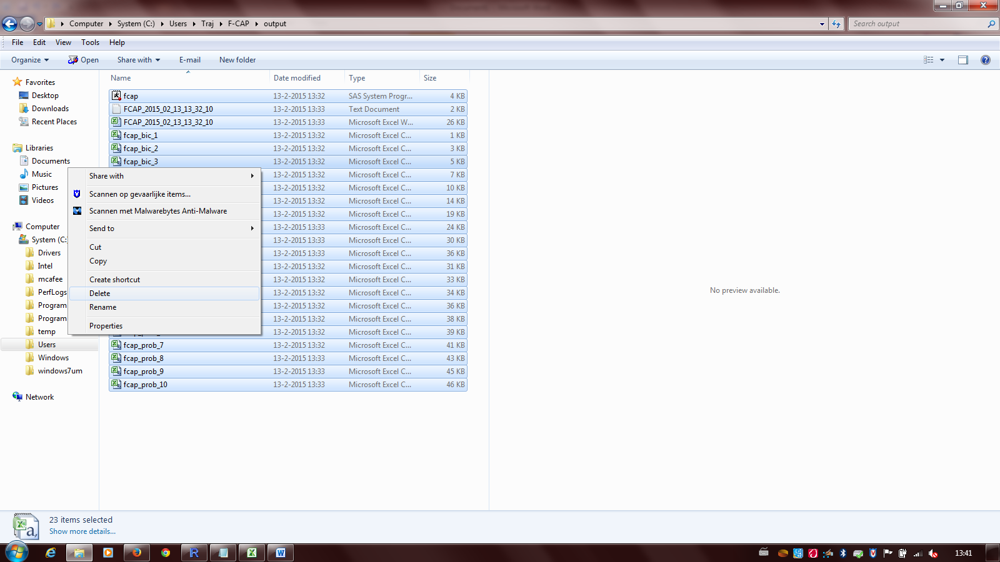 Computer System (C:) Users Traj F-CAP output
Search output
File Edit View Tools Help
Organize Open Share with E-mail New folder
Name Date modified Type Size
Favorites
Desktop
Downloads
Recent Places
Libraries
Documents
Music
Pictures
Videos
Computer
System (C:
Drivers
Intel
mcafee
PerfLogs
Program
Program
temp
Users
Windows
windows7um
Network
fcap 13-2-2015 13:32 SAS System Progr... 4 KB
FCAP_2015_02_13_13_32_10 13-2-2015 13:33 Text Document 2 KB
FCAP_2015_02_13_13_32_10 13-2-2015 13:33 Microsoft Excel W... 26 KB
fcap_bic_1 13-2-2015 13:32 Microsoft Excel C... 1 KB
fcap_bic_2 13-2-2015 13:32 Microsoft Excel C... 3 KB
fcap_bic_3 13-2-2015 13:32 Microsoft Excel C... 5 KB
13-2-2015 13:32 Microsoft Excel C... 7 KB
13-2-2015 13:32 Microsoft Excel C... 10 KB
13-2-2015 13:32 Microsoft Excel C... 14 KB
13-2-2015 13:32 Microsoft Excel C... 19 KB
13-2-2015 13:33 Microsoft Excel C... 24 KB
13-2-2015 13:33 Microsoft Excel C... 30 KB
13-2-2015 13:33 Microsoft Excel C... 36 KB
13-2-2015 13:32 Microsoft Excel C... 31 KB
13-2-2015 13:32 Microsoft Excel C... 33 KB
13-2-2015 13:32 Microsoft Excel C... 34 KB
13-2-2015 13:32 Microsoft Excel C... 36 KB
13-2-2015 13:32 Microsoft Excel C... 38 KB
13-2-2015 13:32 Microsoft Excel C... 39 KB
fcap_prob_7 13-2-2015 13:32 Microsoft Excel C... 41 KB
fcap_prob_8 13-2-2015 13:33 Microsoft Excel C... 43 KB
fcap_prob_9 13-2-2015 13:33 Microsoft Excel C... 45 KB
fcap_prob_10 13-2-2015 13:33 Microsoft Excel C... 46 KB
Share with
Scannen op gevaarlijke items...
Scannen met Malwarebytes Anti-Malware
Send to
Cut
Copy
Create shortcut
Delete
Rename
Properties
No preview available.
23 items selected
Show more details...
13:41